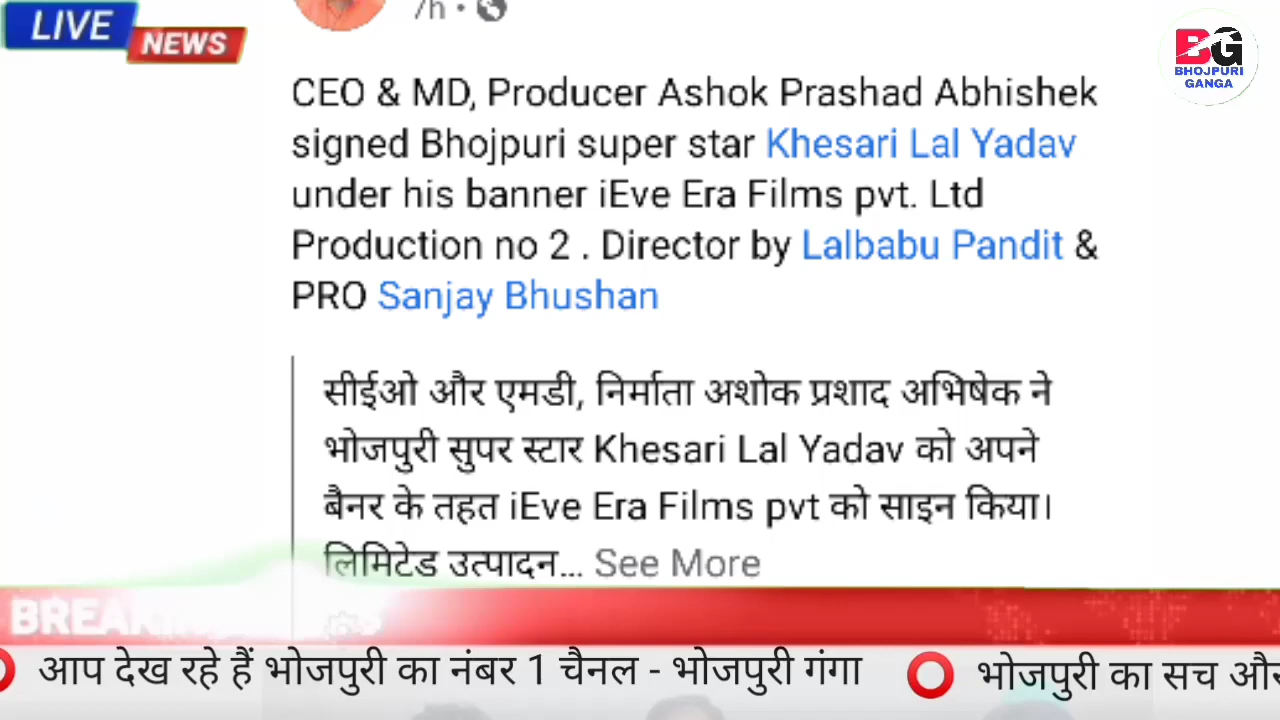 LIVE
NEWS
7h •
BG
BHOJPURI
GANGA
CEO & MD, Producer Ashok Prashad Abhishek
signed Bhojpuri super star Khesari Lal Yadav
under his banner iEve Era Films pvt. Ltd
Production no 2 . Director by Lalbabu Pandit &
PRO Sanjay Bhushan
सीईओ और एमडी, निर्माता अशोक प्रशाद अभिषेक ने
भोजपुरी सुपर स्टार Khesari Lal Yadav को अपने
बैनर के तहत iEve Era Films pvt को साइन किया।
लिमिटेड उत्पादन... See More
आप देख रहे हैं भोजपुरी का नंबर 1 चैनल - भोजपुरी गंगा भोजपुरी का सच